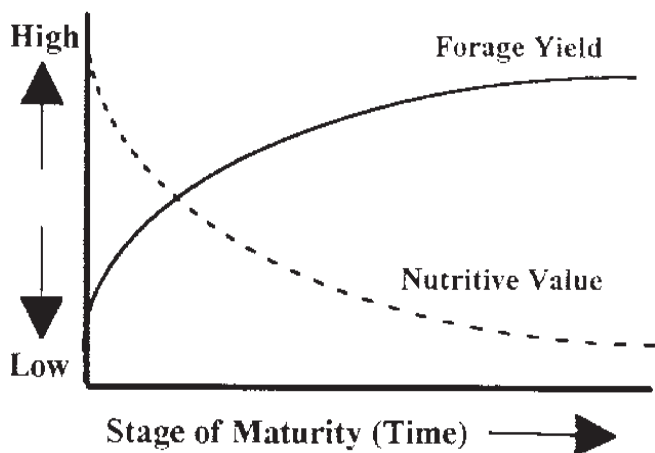 High
Forage Yield
Nutritive Value
Low
Stage of Maturity (Time)